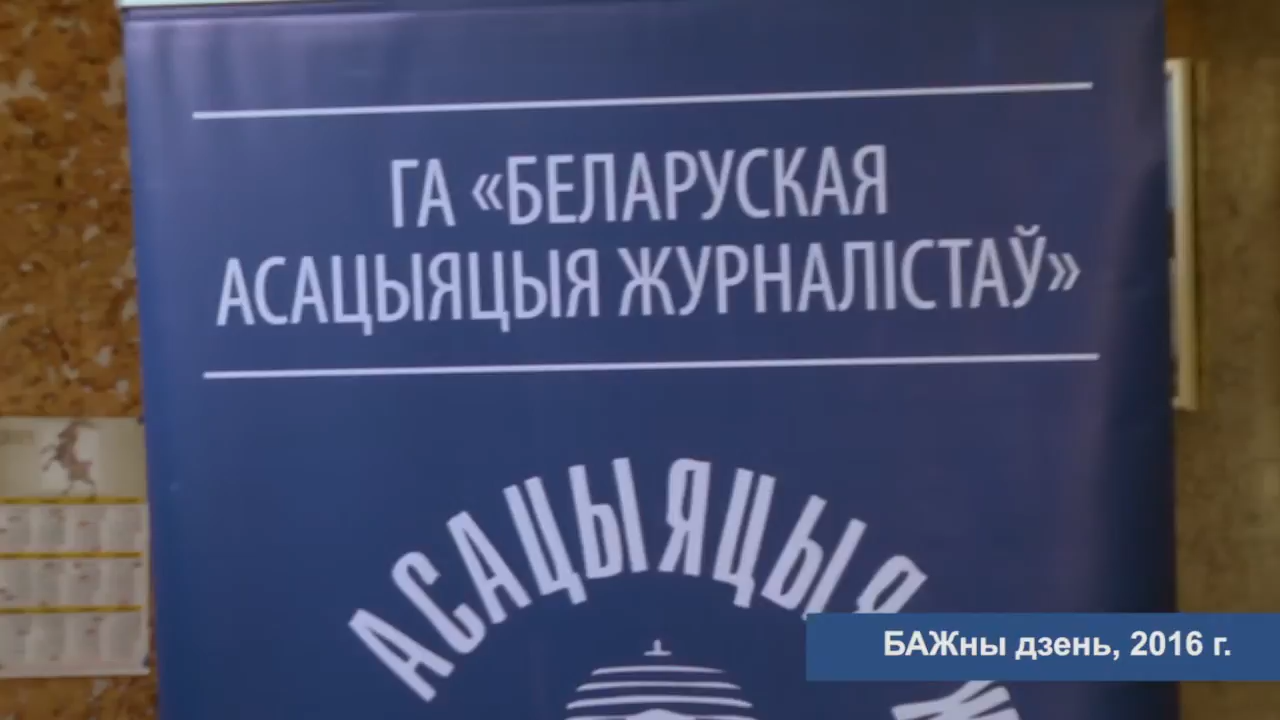 ГА «БЕЛАРУСКАЯ
АСАЦЫЯЦЫЯ ЖУРНАЛІСТАЎ»
АСАЦЫЯЦЫЯ
БАЖны дзень, 2016 г.